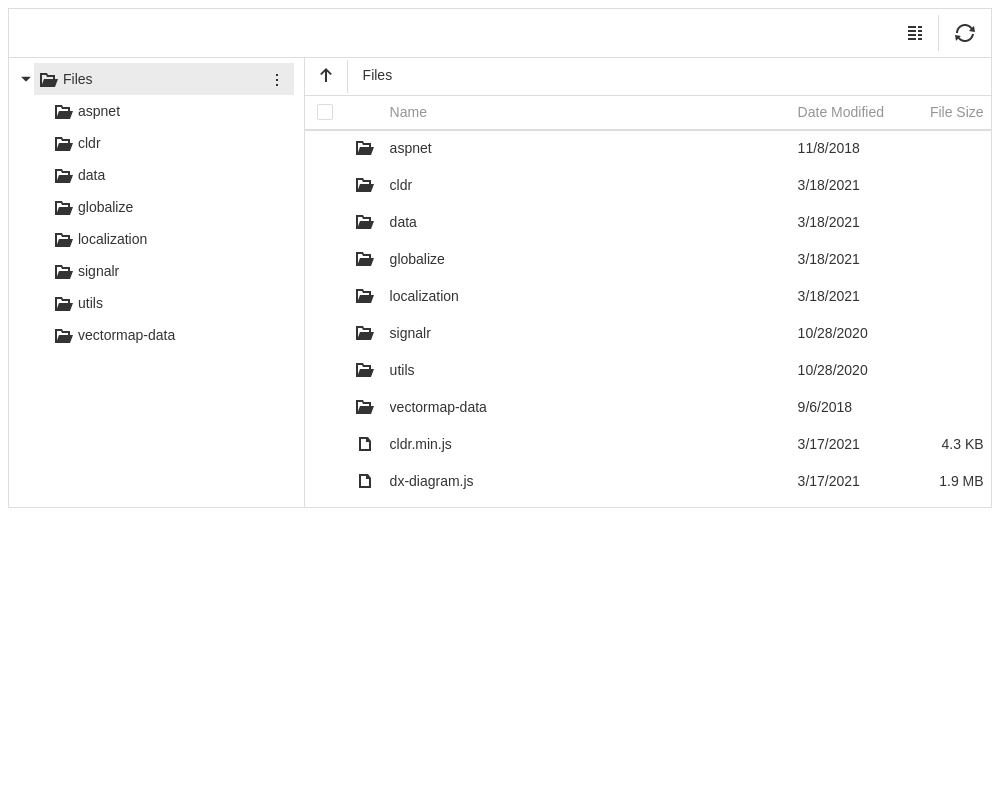 Files
aspnet
cldr
data
globalize
localization
signalr
utils
vectormap-data
Files
Name Date Modified File Size
aspnet 11/8/2018
cldr 3/18/2021
data 3/18/2021
globalize 3/18/2021
localization 3/18/2021
signalr 10/28/2020
utils 10/28/2020
vectormap-data 9/6/2018
cldr.min.js 3/17/2021 4.3 KB
dx-diagram.js 3/17/2021 1.9 MB